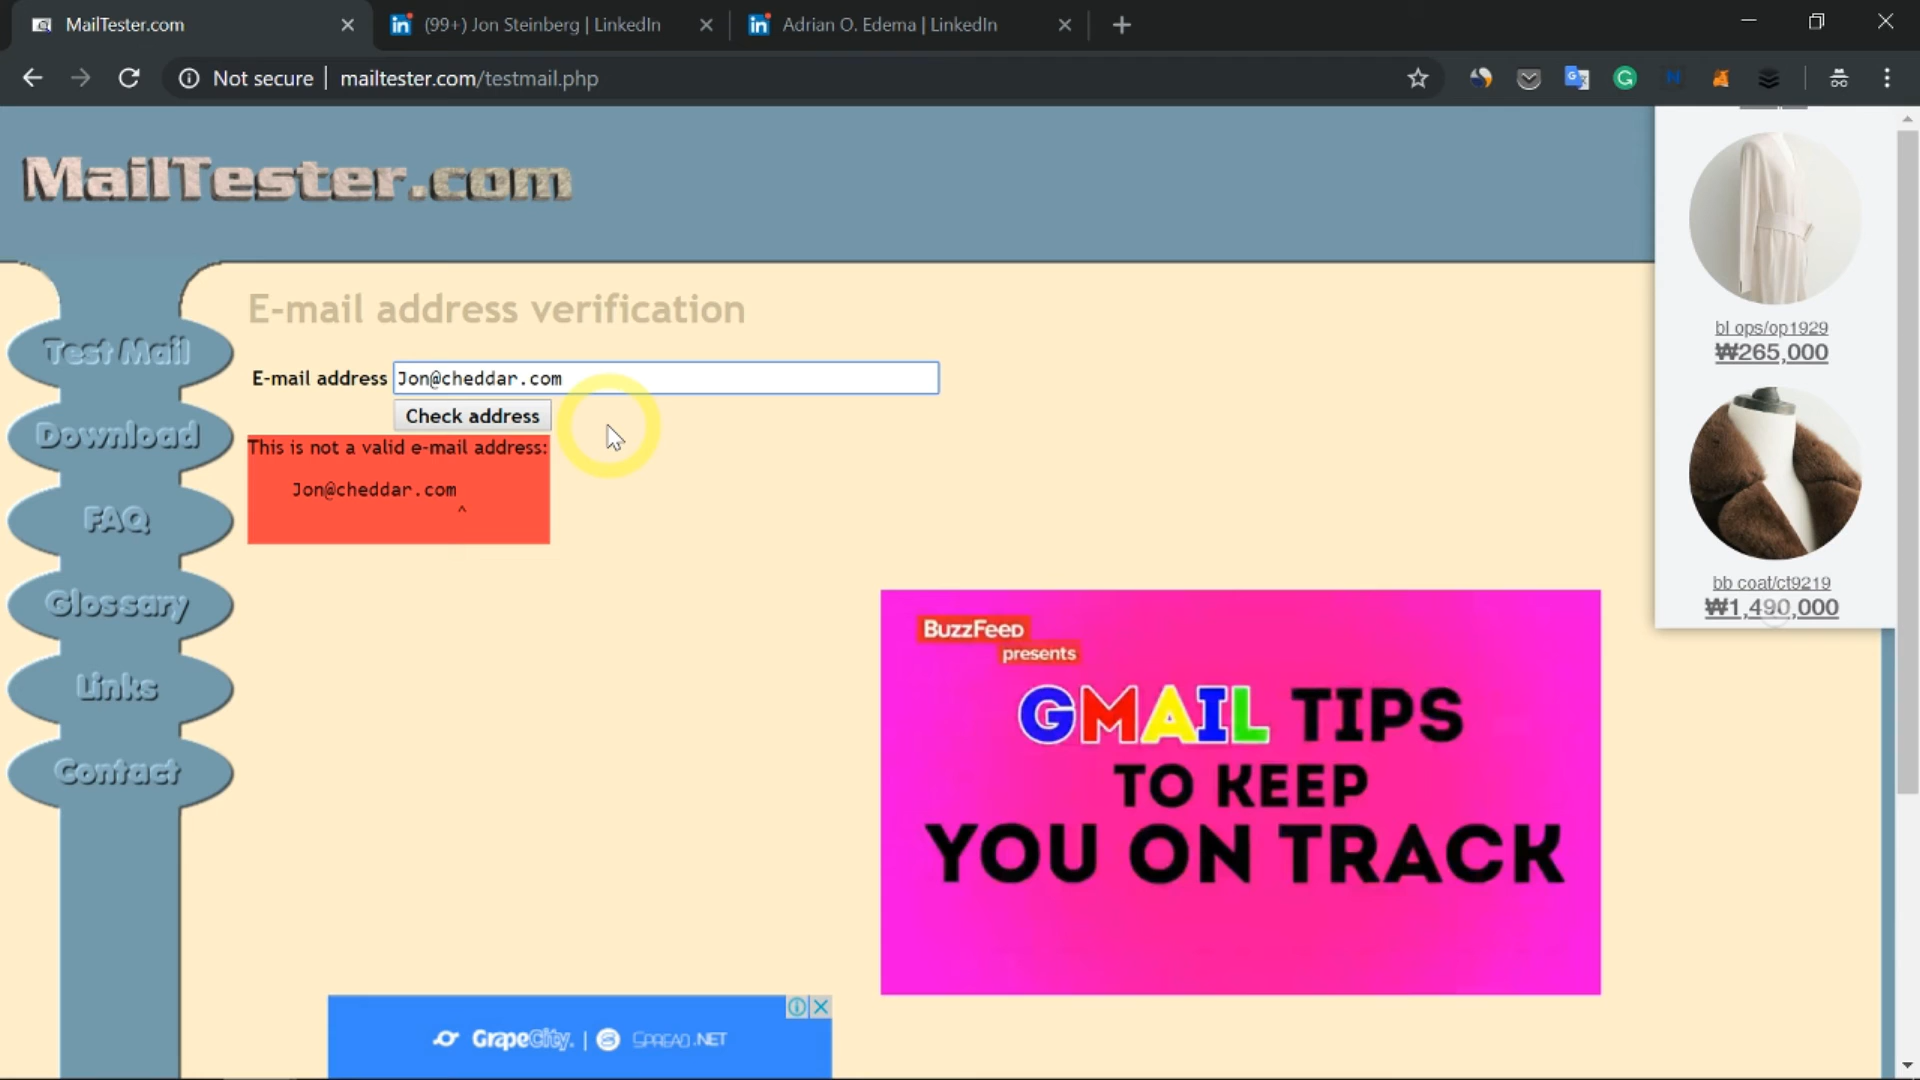 MailTester.com
(99+) Jon Steinberg | LinkedIn
Adrian O. Edema | LinkedIn
Not secure
mailtester.com/testmail.php
MailTester.com
E-mail address verification
Test Mail
Download
FAQ
Glossary
Links
Contact
E-mail address
Jon@cheddar.com
Check address
This is not a valid e-mail address:
Jon@cheddar.com
^
bl ops/op1929
₩265,000
bb coat/ct9219
₩1,490,000
BuzzFeed
presents
GMAIL TIPS
TO KEEP
YOU ON TRACK
GrapeCity. | SPREAD.NET